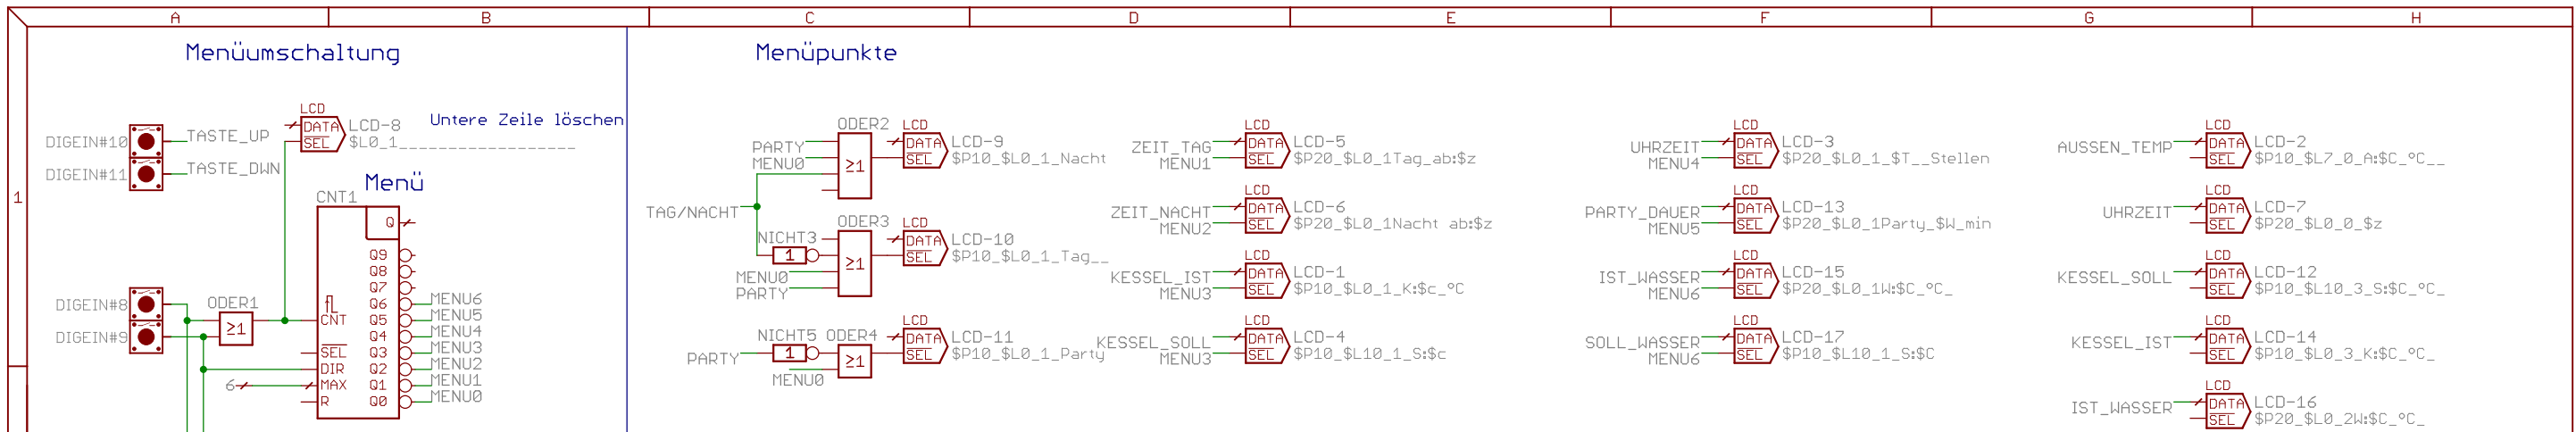 A B C D E F G H
Menüumschaltung
Menüpunkte
1
LCD
DATA
SEL
LCD-8
$L0_1__________________
Untere Zeile löschen
DIGEIN#10
TASTE_UP
DIGEIN#11
TASTE_DWN
Menü
CNT1
Q
Q9
Q8
Q7
Q6 MENU6
Q5 MENU5
Q4 MENU4
Q3 MENU3
Q2 MENU2
Q1 MENU1
Q0 MENU0
CNT
SEL
DIR
MAX
R
6
DIGEIN#8
DIGEIN#9
ODER1
≥1
ODER2
≥1
PARTY
MENU0
LCD
DATA
SEL
LCD-9
$P10_$L0_1_Nacht
TAG/NACHT
NICHT3
1
ODER3
≥1
MENU0
PARTY
LCD
DATA
SEL
LCD-10
$P10_$L0_1_Tag__
PARTY
NICHT5
1
ODER4
≥1
MENU0
LCD
DATA
SEL
LCD-11
$P10_$L0_1_Party
ZEIT_TAG
MENU1
LCD
DATA
SEL
LCD-5
$P20_$L0_1Tag_ab:$z
ZEIT_NACHT
MENU2
LCD
DATA
SEL
LCD-6
$P20_$L0_1Nacht ab:$z
KESSEL_IST
MENU3
LCD
DATA
SEL
LCD-1
$P10_$L0_1_K:$c_°C
KESSEL_SOLL
MENU3
LCD
DATA
SEL
LCD-4
$P10_$L10_1_S:$c
UHRZEIT
MENU4
LCD
DATA
SEL
LCD-3
$P20_$L0_1_$T__Stellen
PARTY_DAUER
MENU5
LCD
DATA
SEL
LCD-13
$P20_$L0_1Party_$W_min
IST_WASSER
MENU6
LCD
DATA
SEL
LCD-15
$P20_$L0_1W:$C_°C_
SOLL_WASSER
MENU6
LCD
DATA
SEL
LCD-17
$P10_$L10_1_S:$C
AUSSEN_TEMP
LCD
DATA
SEL
LCD-2
$P10_$L7_0_A:$C_°C__
UHRZEIT
LCD
DATA
SEL
LCD-7
$P20_$L0_0_$z
KESSEL_SOLL
LCD
DATA
SEL
LCD-12
$P10_$L10_3_S:$C_°C_
KESSEL_IST
LCD
DATA
SEL
LCD-14
$P10_$L0_3_K:$C_°C_
IST_WASSER
LCD
DATA
SEL
LCD-16
$P20_$L0_2W:$C_°C_